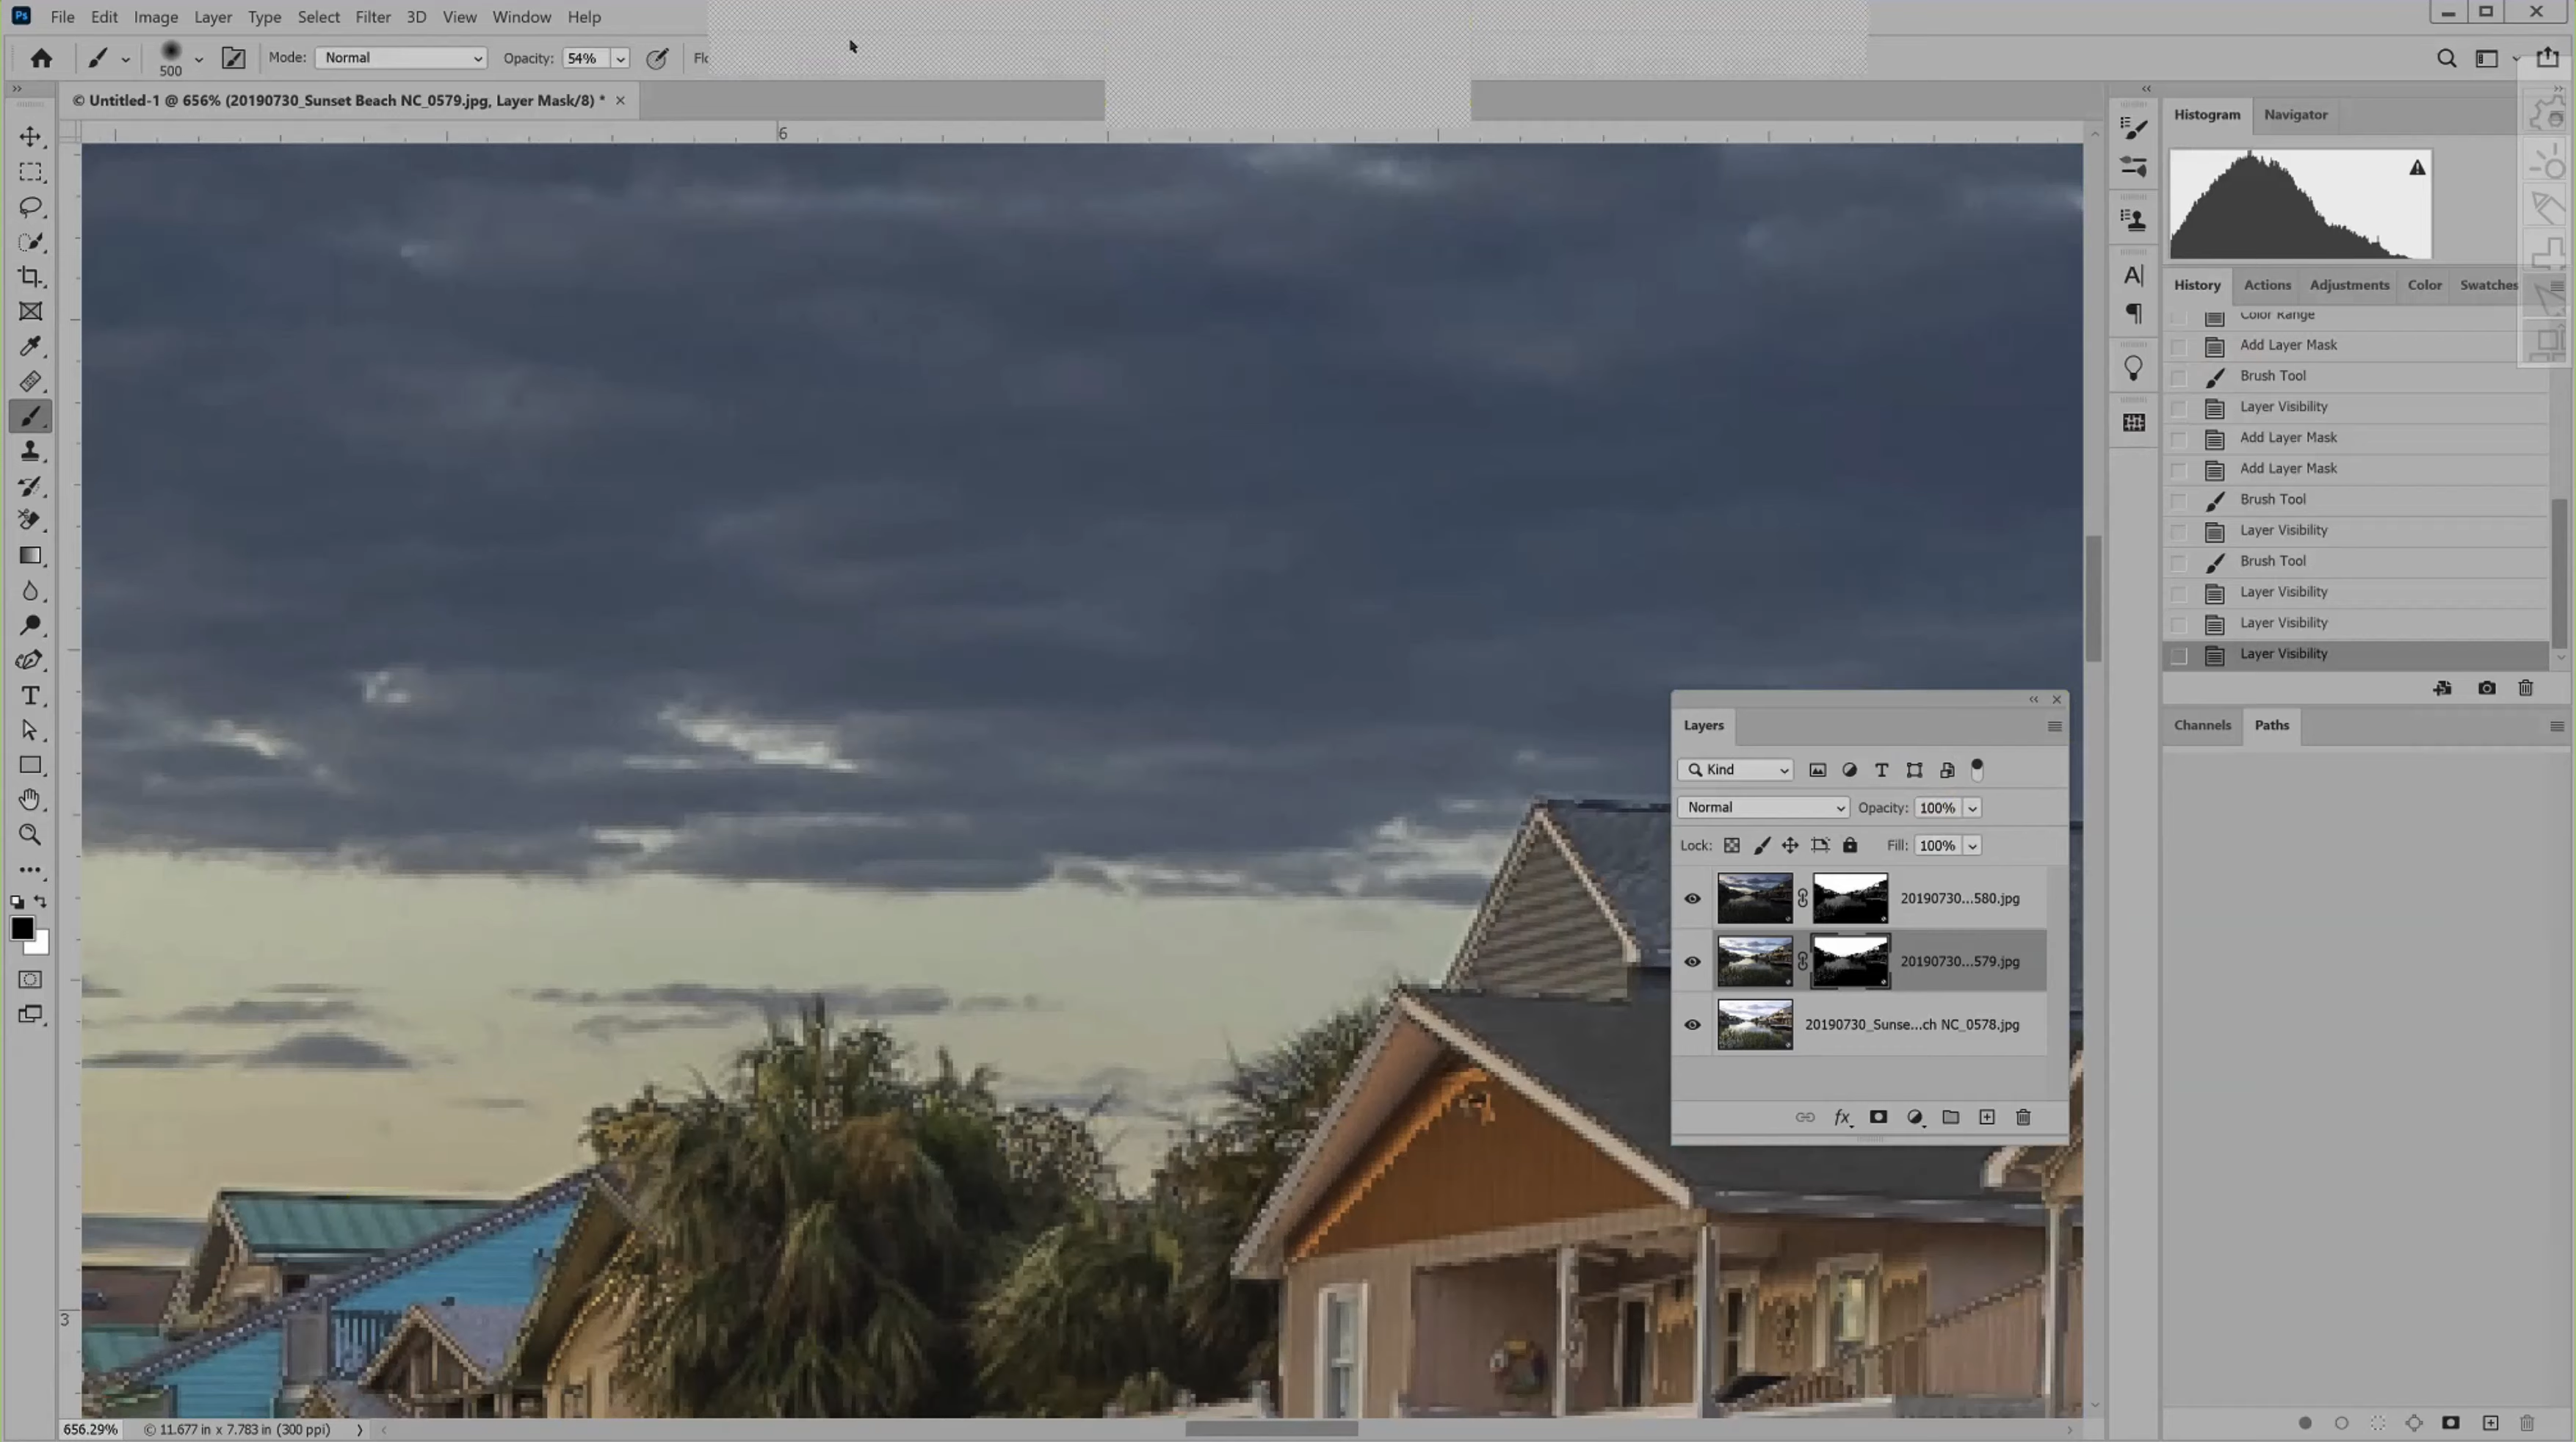 Ps File Edit Image Layer Select Filter 3D View Window Help
500 Mode: Normal Opacity: 54%
© Untitled-1 @ 656% (20190730_Sunset Beach NC_0579.jpg, Layer Mask/8) * ×
6
3
Histogram Navigator
History Actions Adjustments Color Swatches
Color Range
Add Layer Mask
Brush Tool
Layer Visibility
Add Layer Mask
Add Layer Mask
Brush Tool
Layer Visibility
Brush Tool
Layer Visibility
Layer Visibility
Layer Visibility
Channels Paths
Layers
Kind
Normal Opacity: 100%
Lock: Fill: 100%
20190730...580.jpg
20190730...579.jpg
20190730_Sunse...ch NC_0578.jpg
fx
656.29% © 11.677 in x 7.783 in (300 ppi)